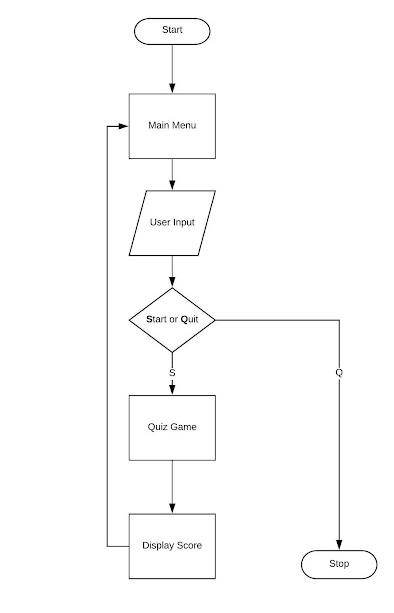 Start
Main Menu
User Input
Start or Quit
S
Q
Quiz Game
Display Score
Stop